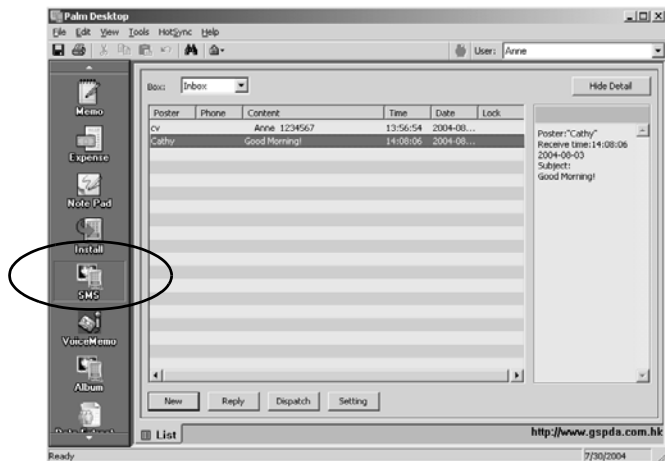 Palm Desktop
File Edit View Tools HotSync Help
User: Anne
Memo
Expense
Note Pad
Install
SMS
VoiceMemo
Album
Box: Inbox
Hide Detail
Poster Phone Content Time Date Lock
cv Anne 1234567 13:56:54 2004-08...
Cathy Good Morning! 14:08:06 2004-08...
Poster:"Cathy"
Receive time:14:08:06
2004-08-03
Subject:
Good Morning!
New Reply Dispatch Setting
List
http://www.gspda.com.hk
Ready 7/30/2004